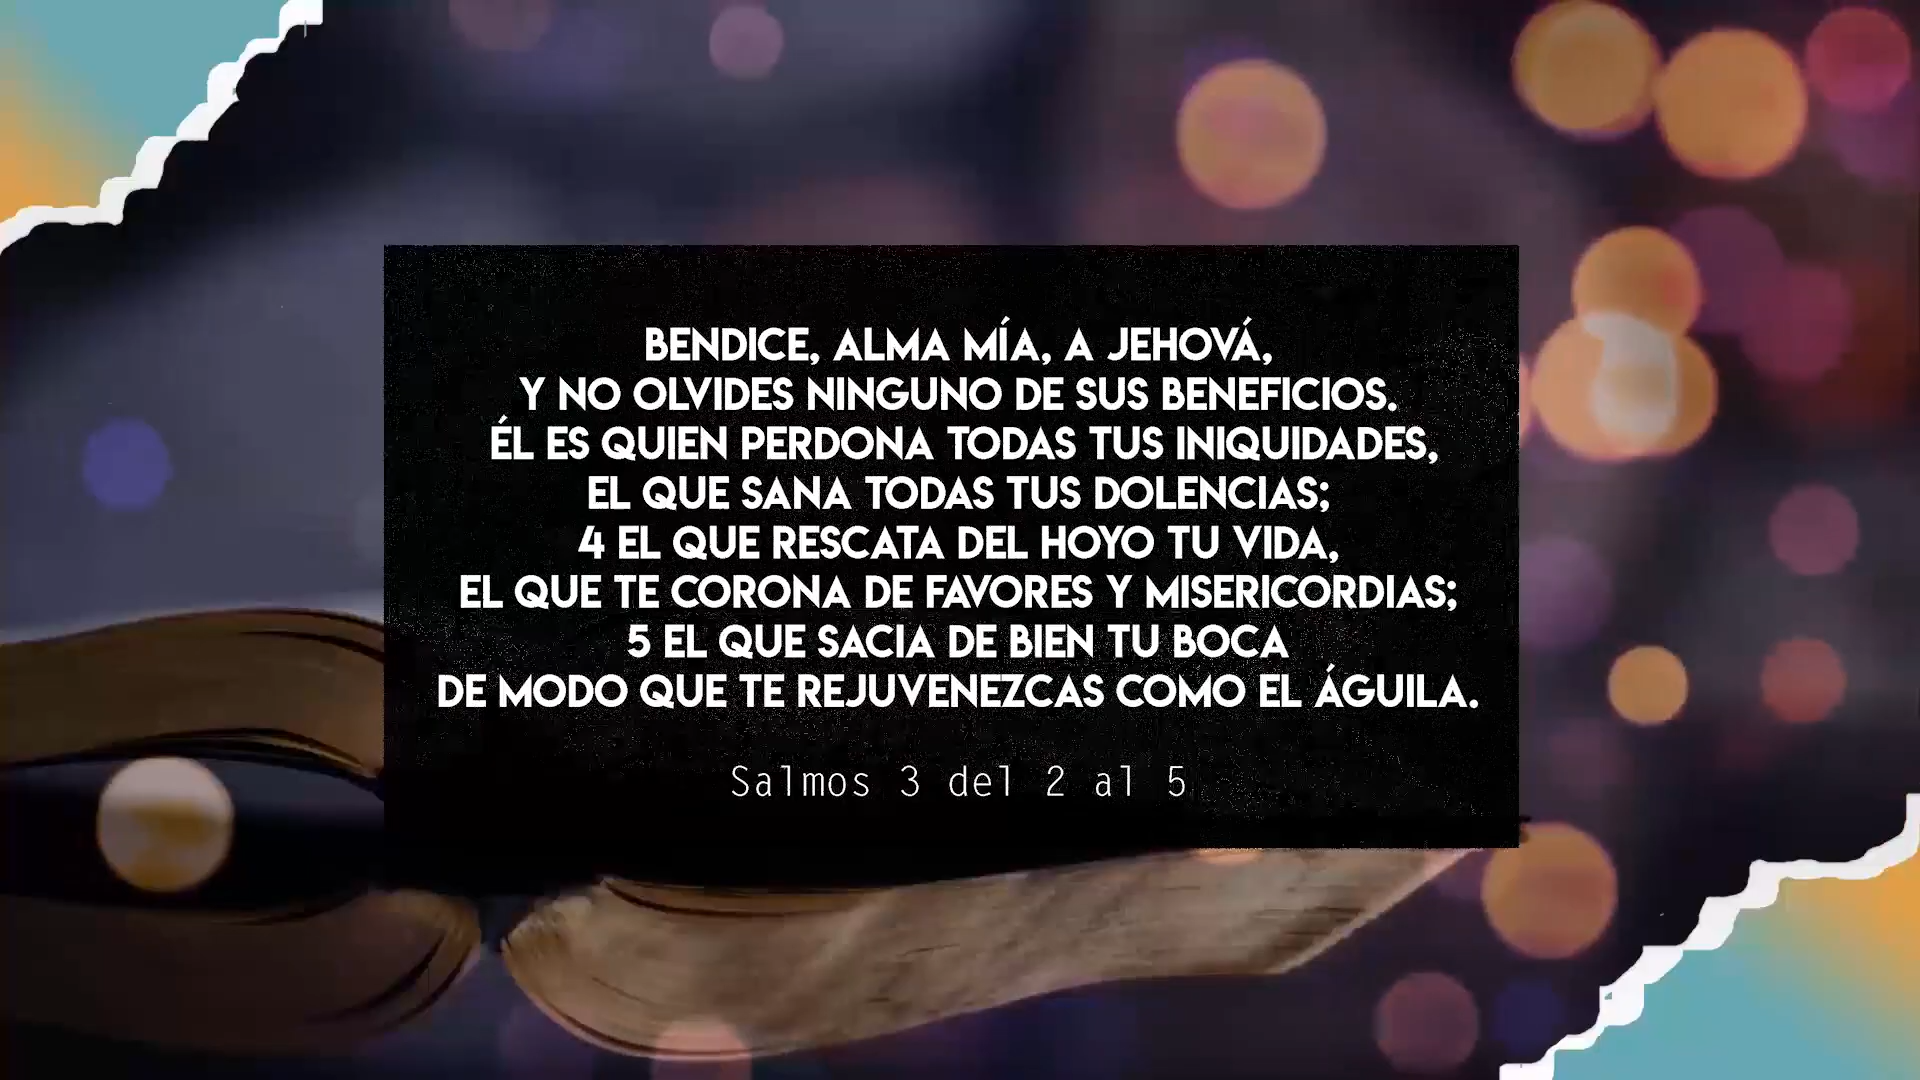 BENDICE, ALMA MÍA, A JEHOVÁ,
Y NO OLVIDES NINGUNO DE SUS BENEFICIOS.
ÉL ES QUIEN PERDONA TODAS TUS INIQUIDADES,
EL QUE SANA TODAS TUS DOLENCIAS;
4 EL QUE RESCATA DEL HOYO TU VIDA,
EL QUE TE CORONA DE FAVORES Y MISERICORDIAS;
5 EL QUE SACIA DE BIEN TU BOCA
DE MODO QUE TE REJUVENEZCAS COMO EL ÁGUILA.
Salmos 3 del 2 al 5